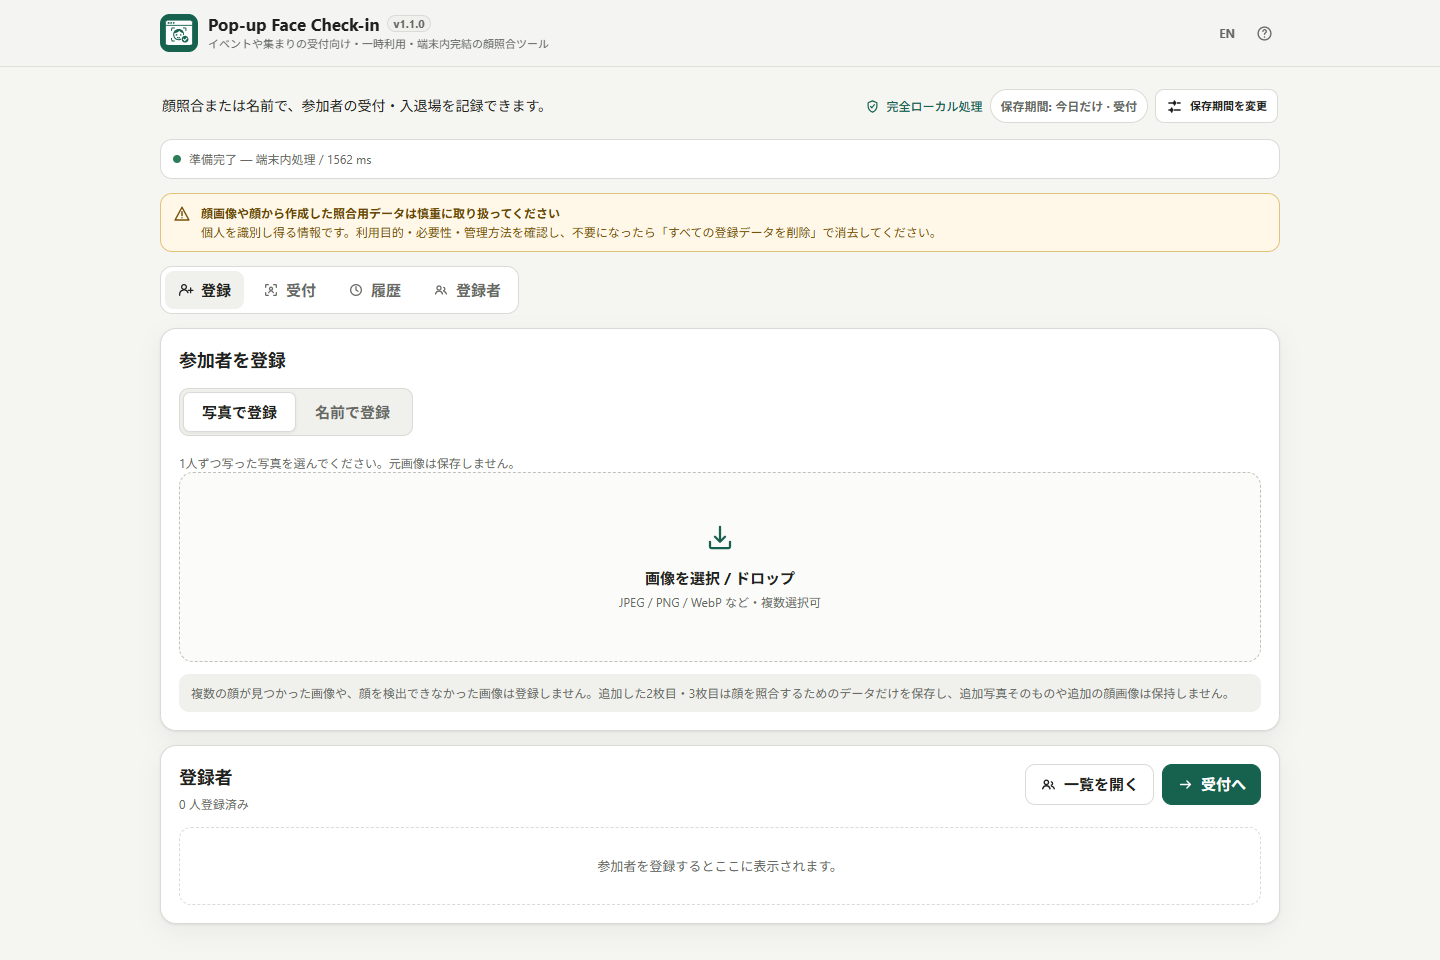 Pop-up Face Check-in v1.1.0
イベントや集まりの受付向け・一時利用・端末内完結の顔照合ツール
EN
顔照合または名前で、参加者の受付・入退場を記録できます。
完全ローカル処理
保存期間: 今日だけ · 受付
保存期間を変更
準備完了 — 端末内処理 / 1562 ms
顔画像や顔から作成した照合用データは慎重に取り扱ってください
個人を識別し得る情報です。利用目的・必要性・管理方法を確認し、不要になったら「すべての登録データを削除」で消去してください。
登録
受付
履歴
登録者
参加者を登録
写真で登録
名前で登録
1人ずつ写った写真を選んでください。元画像は保存しません。
画像を選択 / ドロップ
JPEG / PNG / WebP など・複数選択可
複数の顔が見つかった画像や、顔を検出できなかった画像は登録しません。追加した2枚目・3枚目は顔を照合するためのデータだけを保存し、追加写真そのものや追加の顔画像は保持しません。
登録者
0 人登録済み
一覧を開く
受付へ
参加者を登録するとここに表示されます。